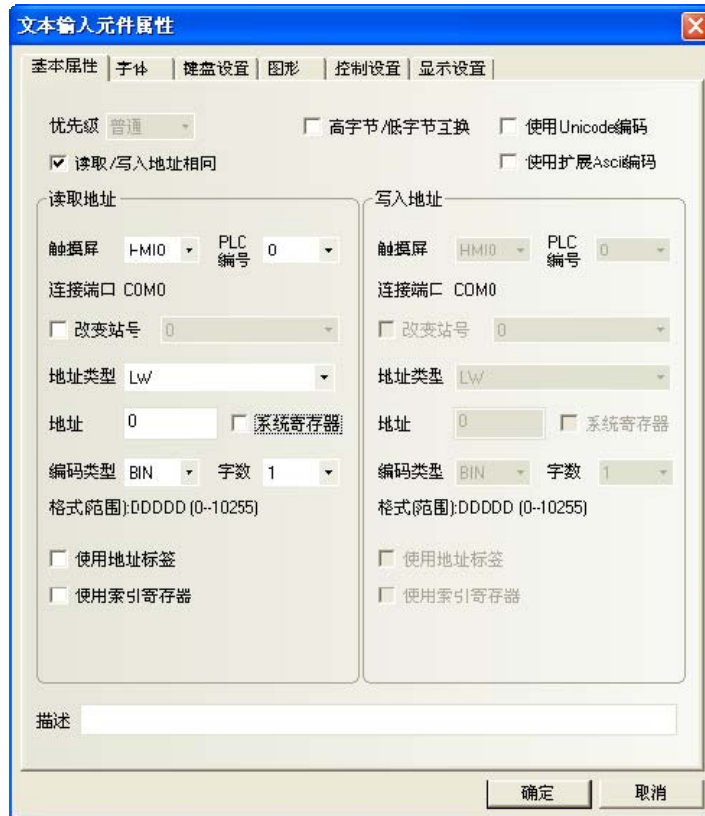 文本输入元件属性
基本属性 字体 键盘设置 图形 控制设置 显示设置
优先级 普通 高字节/低字节互换 使用Unicode编码
读取/写入地址相同 使用扩展Ascii编码
读取地址
触摸屏 HMI0 PLC编号 0
连接端口 COM0
改变站号 0
地址类型 LW
地址 0 系统寄存器
编码类型 BIN 字数 1
格式(范围):DDDDD (0--10255)
使用地址标签
使用索引寄存器
写入地址
触摸屏 HMI0 PLC编号 0
连接端口 COM0
改变站号 0
地址类型 LW
地址 0 系统寄存器
编码类型 BIN 字数 1
格式(范围):DDDDD (0--10255)
使用地址标签
使用索引寄存器
描述
确定 取消